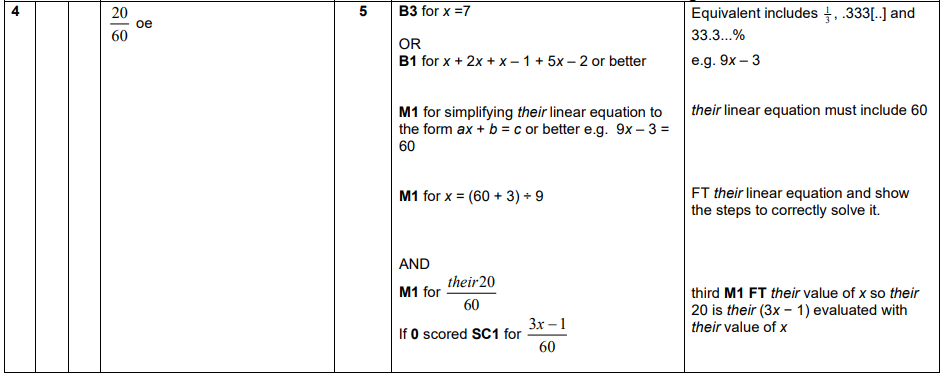 4
20/60 oe
5
B3 for x =7
OR
B1 for x + 2x + x – 1 + 5x – 2 or better
M1 for simplifying their linear equation to
the form ax + b = c or better e.g.  9x – 3 =
60
M1 for x = (60 + 3) ÷ 9
AND
M1 for their20/60
If 0 scored SC1 for 3x – 1/60
Equivalent includes 1/3, .333[..] and
33.3...%
e.g. 9x – 3
their linear equation must include 60
FT their linear equation and show
the steps to correctly solve it.
third M1 FT their value of x so their
20 is their (3x − 1) evaluated with
their value of x